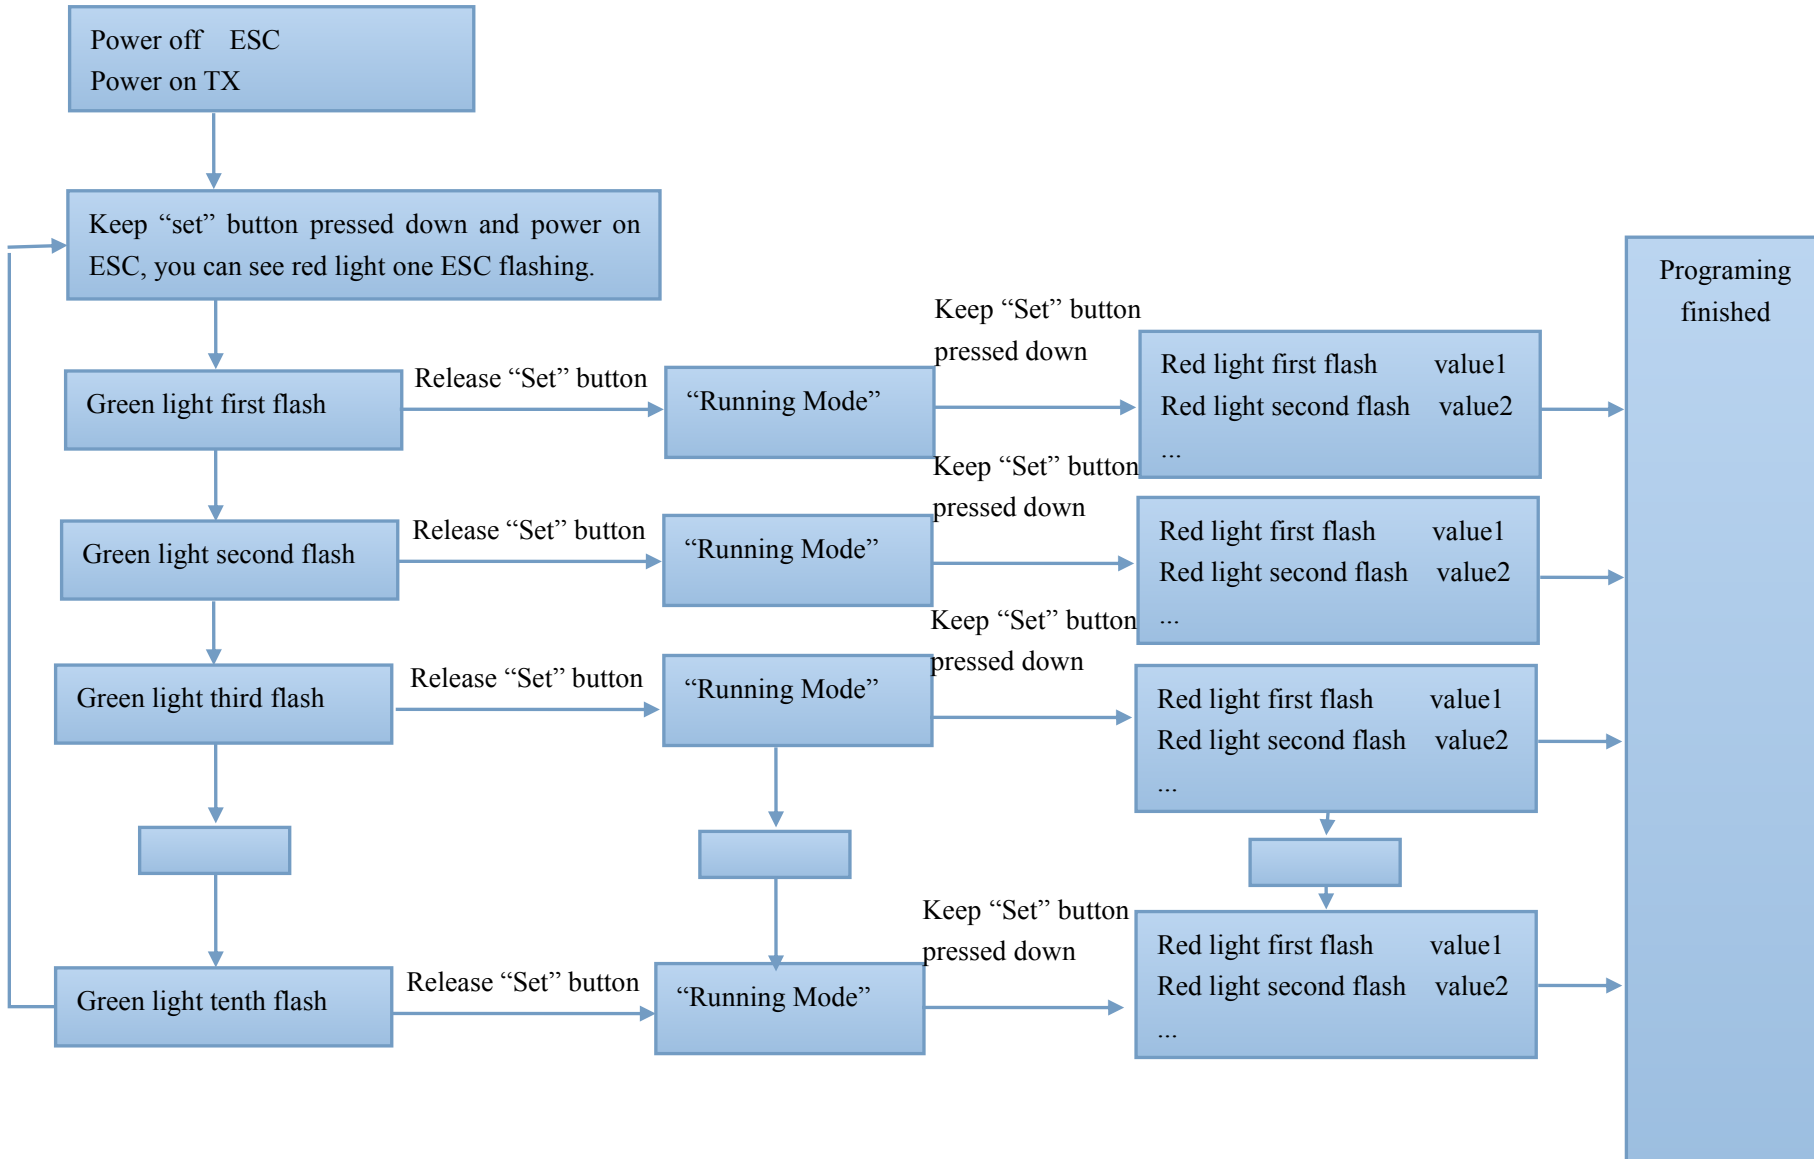 Power off ESC
Power on TX
Keep “set” button pressed down and power on
ESC, you can see red light one ESC flashing.
Programing
finished
Keep “Set” button
pressed down
Green light first flash
Release “Set” button
“Running Mode”
Red light first flash value1
Red light second flash value2
...
Keep “Set” button
pressed down
Green light second flash
Release “Set” button
“Running Mode”
Red light first flash value1
Red light second flash value2
...
Keep “Set” button
pressed down
Green light third flash
Release “Set” button
“Running Mode”
Red light first flash value1
Red light second flash value2
...
Keep “Set” button
pressed down
Green light tenth flash
Release “Set” button
“Running Mode”
Red light first flash value1
Red light second flash value2
...